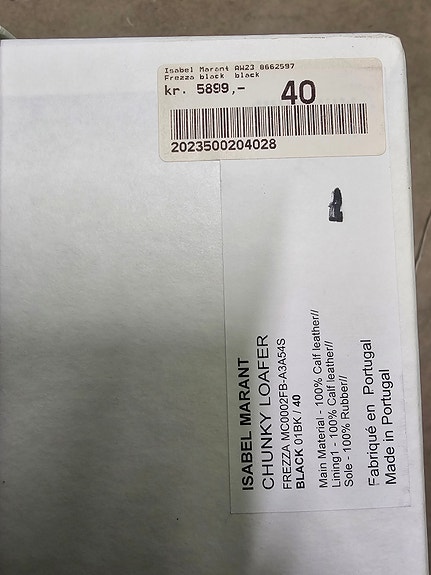 Isabel Marant AW23 8662597
Frezza black black
kr. 5899,- 40
2023500204028
ISABEL MARANT
CHUNKY LOAFER
FREZZA MC0002FB-A3A54S
BLACK 01BK / 40
Main Material - 100% Calf leather//
Lining1 - 100% Calf leather//
Sole - 100% Rubber//
Fabriqué en Portugal
Made in Portugal